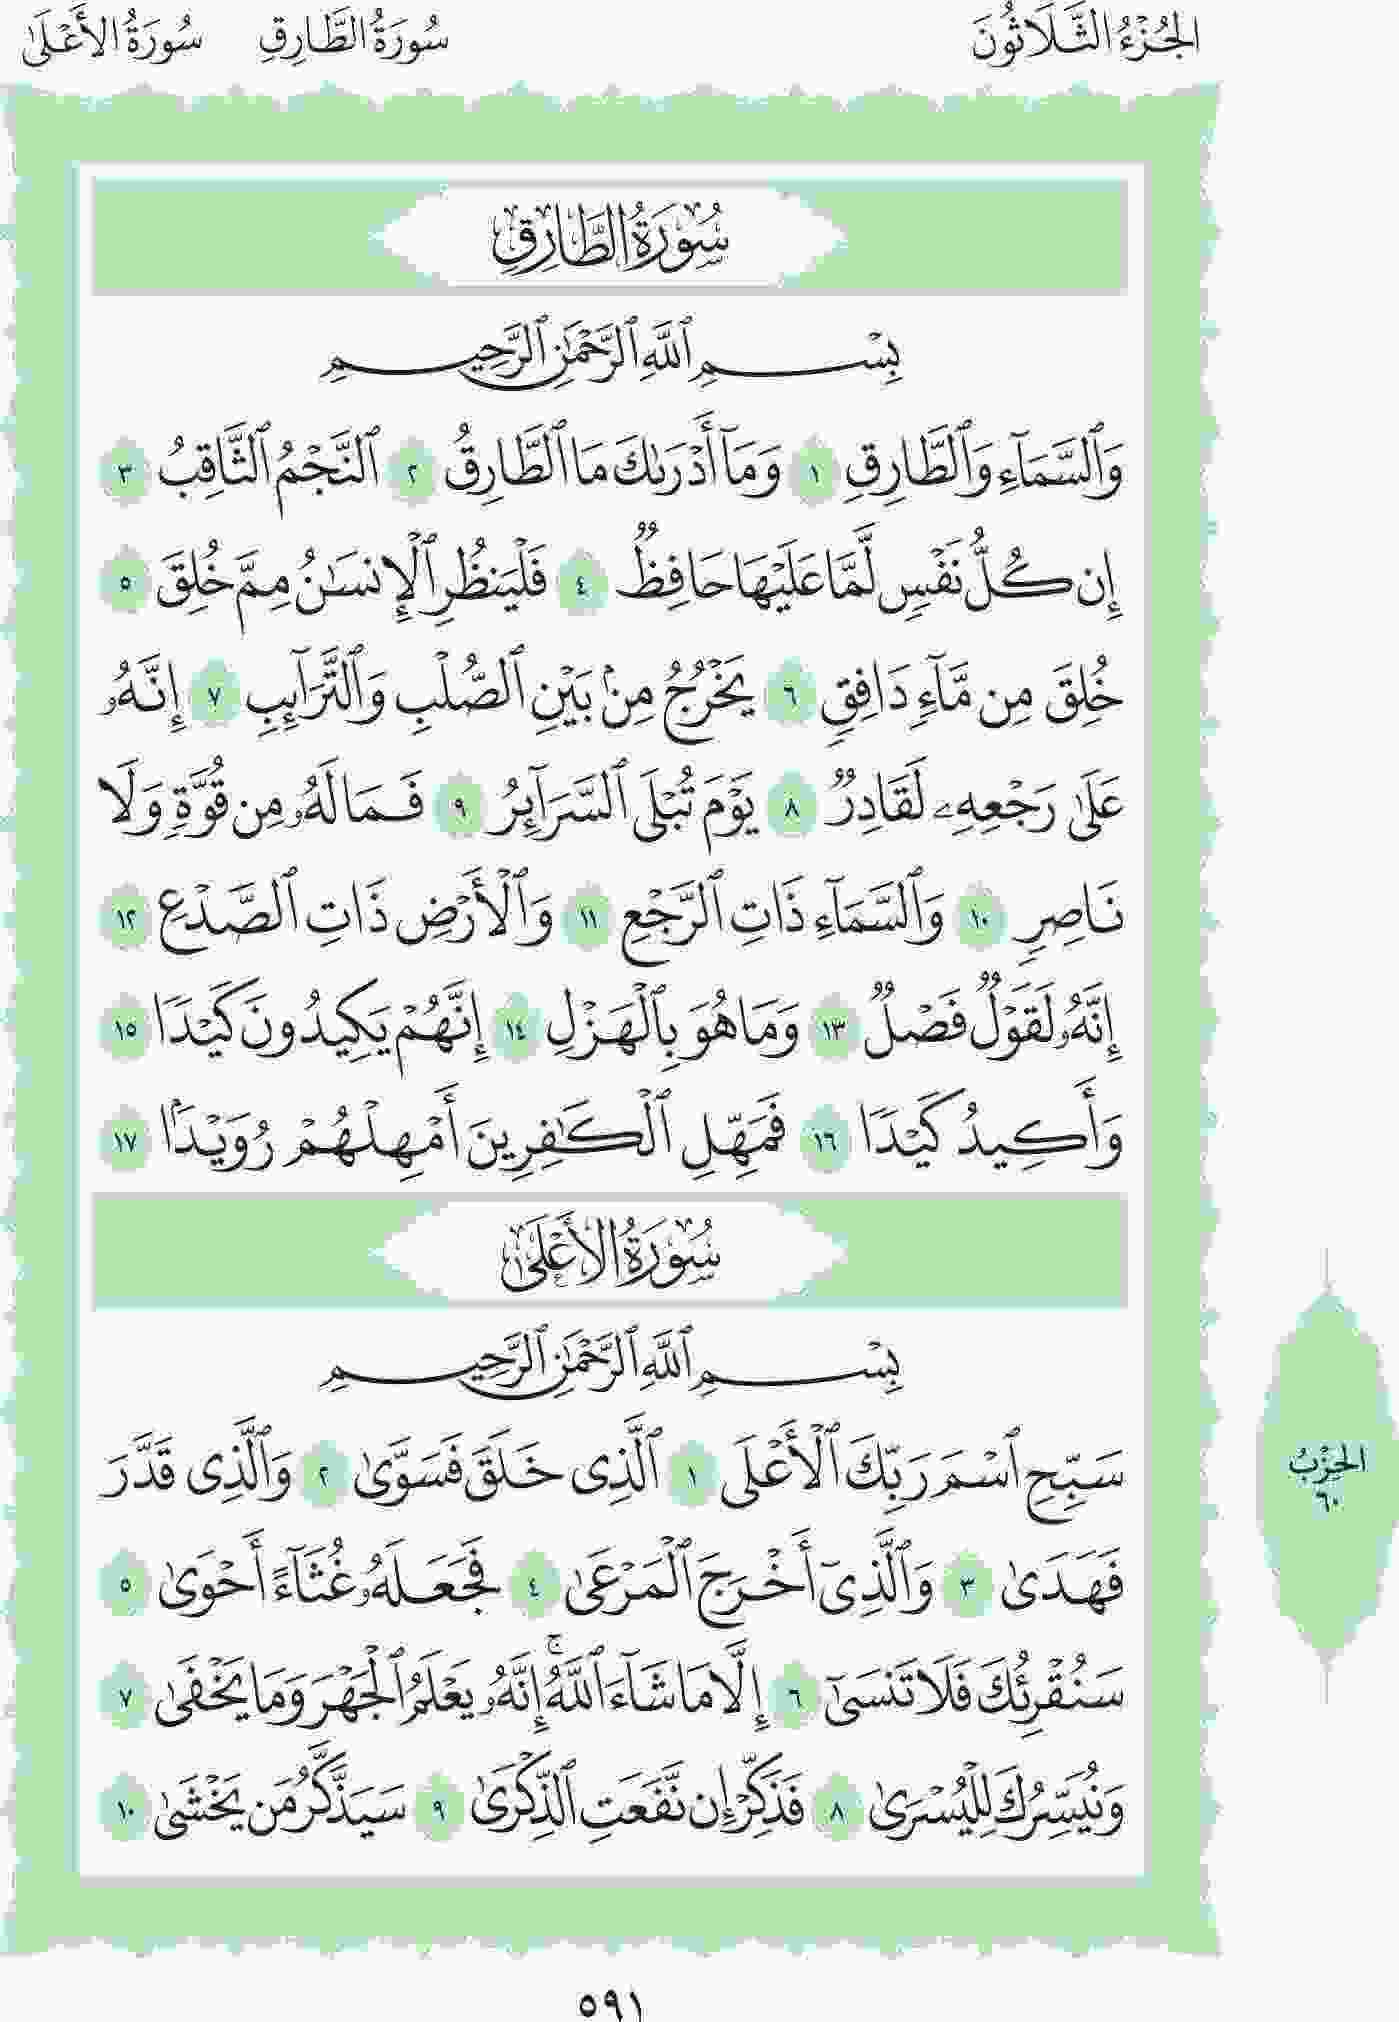 الجُزْءُ الثَّلَاثُونَ سُورَةُ الطَّارِقِ سُورَةُ الأَعْلَىٰ
سُورَةُ الطَّارِقِ
بِسْمِ ٱللَّهِ ٱلرَّحْمَٰنِ ٱلرَّحِيمِ
وَٱلسَّمَآءِ وَٱلطَّارِقِ ١ وَمَآ أَدْرَىٰكَ مَا ٱلطَّارِقُ ٢ ٱلنَّجْمُ ٱلثَّاقِبُ ٣
إِن كُلُّ نَفْسٍ لَّمَّا عَلَيْهَا حَافِظٌ ٤ فَلْيَنظُرِ ٱلْإِنسَٰنُ مِمَّ خُلِقَ ٥
خُلِقَ مِن مَّآءٍ دَافِقٍ ٦ يَخْرُجُ مِنۢ بَيْنِ ٱلصُّلْبِ وَٱلتَّرَآئِبِ ٧ إِنَّهُۥ
عَلَىٰ رَجْعِهِۦ لَقَادِرٌ ٨ يَوْمَ تُبْلَى ٱلسَّرَآئِرُ ٩ فَمَا لَهُۥ مِن قُوَّةٍ وَلَا
نَاصِرٍ ١٠ وَٱلسَّمَآءِ ذَاتِ ٱلرَّجْعِ ١١ وَٱلْأَرْضِ ذَاتِ ٱلصَّدْعِ ١٢
إِنَّهُۥ لَقَوْلٌ فَصْلٌ ١٣ وَمَا هُوَ بِٱلْهَزْلِ ١٤ إِنَّهُمْ يَكِيدُونَ كَيْدًا ١٥
وَأَكِيدُ كَيْدًا ١٦ فَمَهِّلِ ٱلْكَٰفِرِينَ أَمْهِلْهُمْ رُوَيْدَۢا ١٧
سُورَةُ الأَعْلَىٰ
بِسْمِ ٱللَّهِ ٱلرَّحْمَٰنِ ٱلرَّحِيمِ
سَبِّحِ ٱسْمَ رَبِّكَ ٱلْأَعْلَى ١ ٱلَّذِى خَلَقَ فَسَوَّىٰ ٢ وَٱلَّذِى قَدَّرَ
فَهَدَىٰ ٣ وَٱلَّذِىٓ أَخْرَجَ ٱلْمَرْعَىٰ ٤ فَجَعَلَهُۥ غُثَآءً أَحْوَىٰ ٥
سَنُقْرِئُكَ فَلَا تَنسَىٰٓ ٦ إِلَّا مَا شَآءَ ٱللَّهُ ۚ إِنَّهُۥ يَعْلَمُ ٱلْجَهْرَ وَمَا يَخْفَىٰ ٧
وَنُيَسِّرُكَ لِلْيُسْرَىٰ ٨ فَذَكِّرْ إِن نَّفَعَتِ ٱلذِّكْرَىٰ ٩ سَيَذَّكَّرُ مَن يَخْشَىٰ ١٠
الحِزْبُ
٦٠
٥٩١